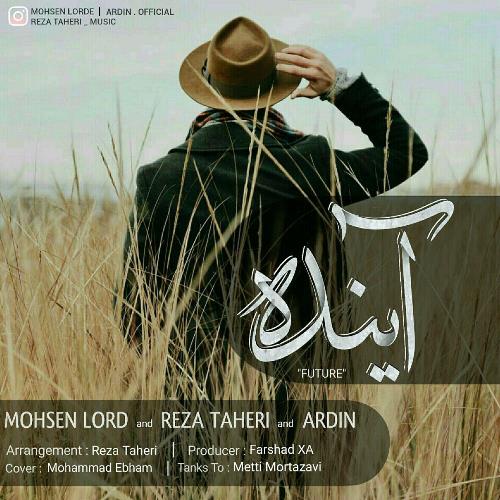 MOHSEN LORDE | ARDIN . OFFICIAL
REZA TAHERI _ MUSIC
آینده
"FUTURE"
MOHSEN LORD and REZA TAHERI and ARDIN
Arrangement : Reza Taheri | Producer : Farshad XA
Cover : Mohammad Ebham | Tanks To : Metti Mortazavi